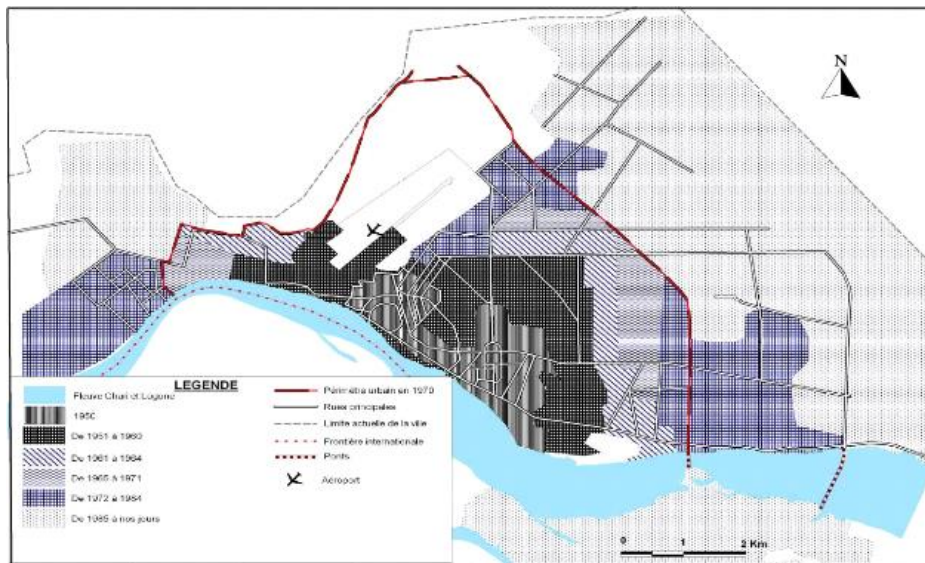 N
LEGENDE
Fleuve Chari et Logone
1950
De 1951 à 1960
De 1961 à 1964
De 1965 à 1971
De 1972 à 1984
De 1985 à nos jours
Périmètre urbain en 1970
Rues principales
Limite actuelle de la ville
Frontière internationale
Ponts
Aéroport
0 1 2 Km